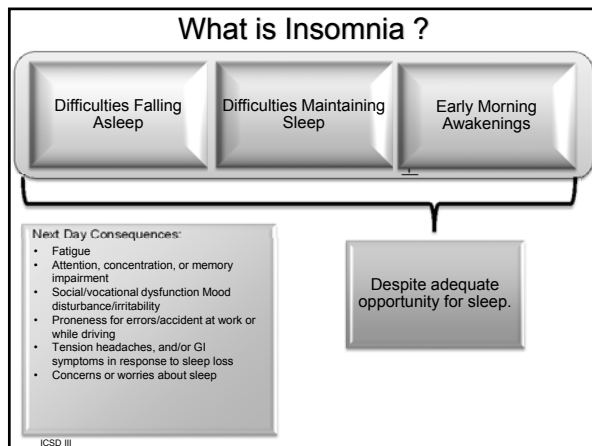 What is Insomnia ?
Difficulties Falling
Asleep
Difficulties Maintaining
Sleep
Early Morning
Awakenings
Next Day Consequences:
• Fatigue
• Attention, concentration, or memory
impairment
• Social/vocational dysfunction Mood
disturbance/irritability
• Proneness for errors/accident at work or
while driving
• Tension headaches, and/or GI
symptoms in response to sleep loss
• Concerns or worries about sleep
Despite adequate
opportunity for sleep.
ICSD III